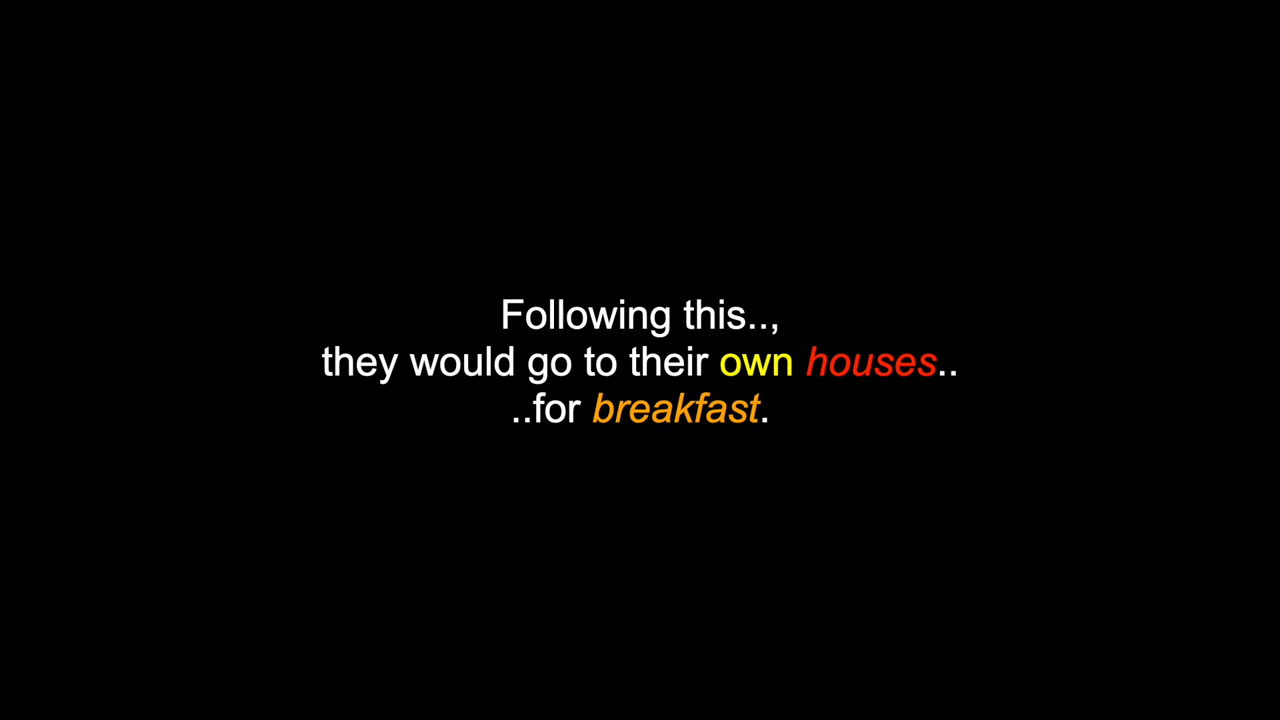 Following this..,
they would go to their own houses..
..for breakfast.